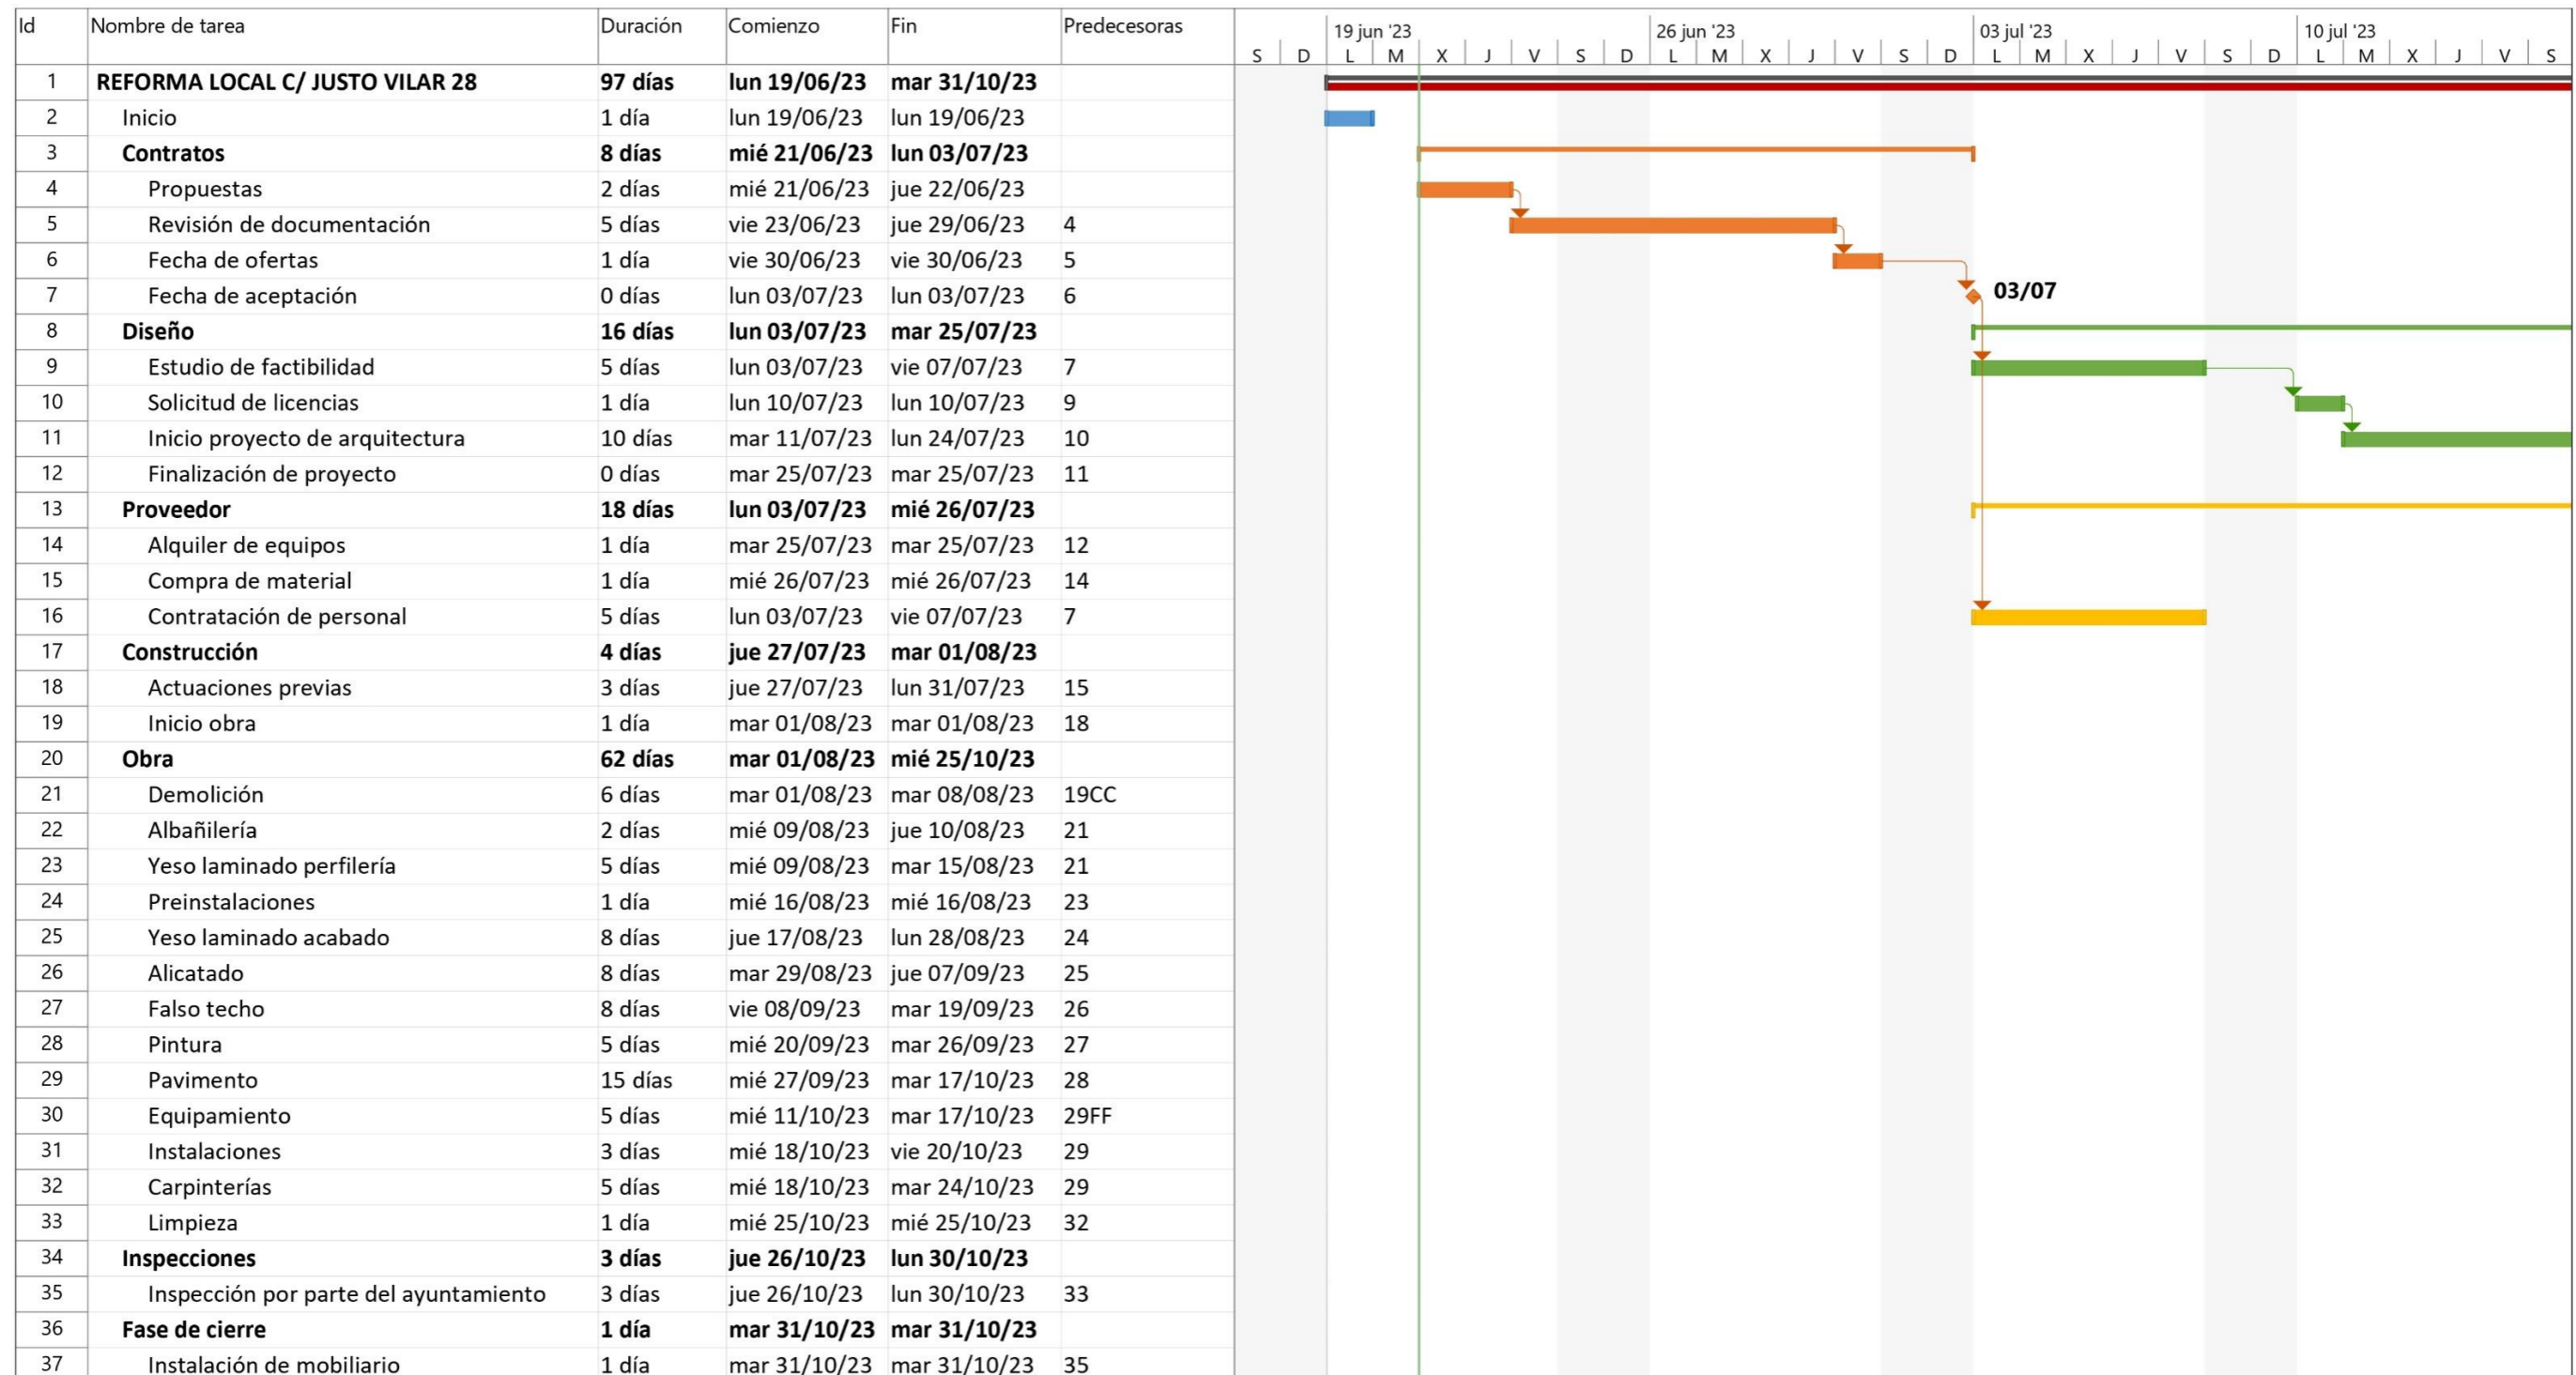 Id Nombre de tarea Duración Comienzo Fin Predecesoras 19 jun '23 26 jun '23 03 jul '23 10 jul '23
S D L M X J V S D L M X J V S D L M X J V S D L M X J V S
1 REFORMA LOCAL C/ JUSTO VILAR 28 97 días lun 19/06/23 mar 31/10/23
2 Inicio 1 día lun 19/06/23 lun 19/06/23
3 Contratos 8 días mié 21/06/23 lun 03/07/23
4 Propuestas 2 días mié 21/06/23 jue 22/06/23
5 Revisión de documentación 5 días vie 23/06/23 jue 29/06/23 4
6 Fecha de ofertas 1 día vie 30/06/23 vie 30/06/23 5
7 Fecha de aceptación 0 días lun 03/07/23 lun 03/07/23 6 03/07
8 Diseño 16 días lun 03/07/23 mar 25/07/23
9 Estudio de factibilidad 5 días lun 03/07/23 vie 07/07/23 7
10 Solicitud de licencias 1 día lun 10/07/23 lun 10/07/23 9
11 Inicio proyecto de arquitectura 10 días mar 11/07/23 lun 24/07/23 10
12 Finalización de proyecto 0 días mar 25/07/23 mar 25/07/23 11
13 Proveedor 18 días lun 03/07/23 mié 26/07/23
14 Alquiler de equipos 1 día mar 25/07/23 mar 25/07/23 12
15 Compra de material 1 día mié 26/07/23 mié 26/07/23 14
16 Contratación de personal 5 días lun 03/07/23 vie 07/07/23 7
17 Construcción 4 días jue 27/07/23 mar 01/08/23
18 Actuaciones previas 3 días jue 27/07/23 lun 31/07/23 15
19 Inicio obra 1 día mar 01/08/23 mar 01/08/23 18
20 Obra 62 días mar 01/08/23 mié 25/10/23
21 Demolición 6 días mar 01/08/23 mar 08/08/23 19CC
22 Albañilería 2 días mié 09/08/23 jue 10/08/23 21
23 Yeso laminado perfilería 5 días mié 09/08/23 mar 15/08/23 21
24 Preinstalaciones 1 día mié 16/08/23 mié 16/08/23 23
25 Yeso laminado acabado 8 días jue 17/08/23 lun 28/08/23 24
26 Alicatado 8 días mar 29/08/23 jue 07/09/23 25
27 Falso techo 8 días vie 08/09/23 mar 19/09/23 26
28 Pintura 5 días mié 20/09/23 mar 26/09/23 27
29 Pavimento 15 días mié 27/09/23 mar 17/10/23 28
30 Equipamiento 5 días mié 11/10/23 mar 17/10/23 29FF
31 Instalaciones 3 días mié 18/10/23 vie 20/10/23 29
32 Carpinterías 5 días mié 18/10/23 mar 24/10/23 29
33 Limpieza 1 día mié 25/10/23 mié 25/10/23 32
34 Inspecciones 3 días jue 26/10/23 lun 30/10/23
35 Inspección por parte del ayuntamiento 3 días jue 26/10/23 lun 30/10/23 33
36 Fase de cierre 1 día mar 31/10/23 mar 31/10/23
37 Instalación de mobiliario 1 día mar 31/10/23 mar 31/10/23 35